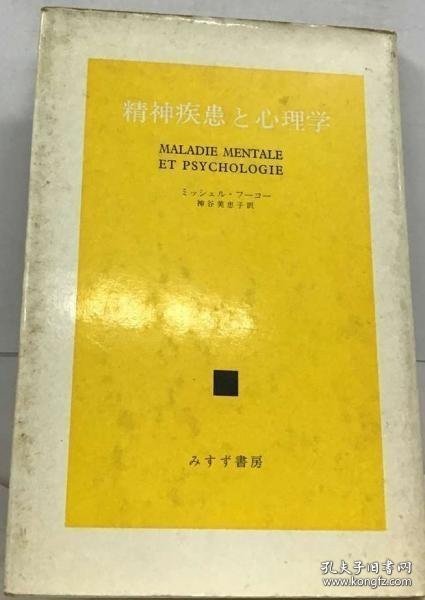 精神疾患と心理学
MALADIE MENTALE
ET PSYCHOLOGIE
ミッシェル・フーコー
神谷美恵子訳
みすず書房
孔夫子旧书网
www.kongfz.com